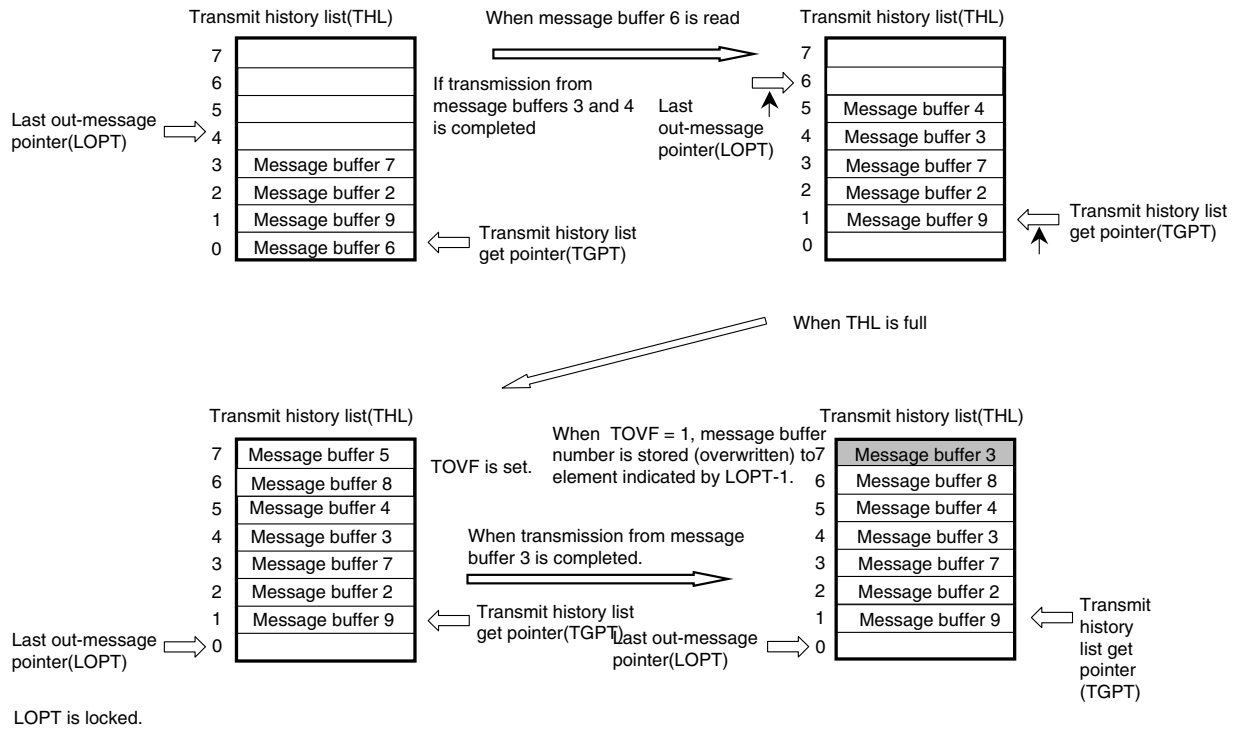 Transmit history list(THL)
7
6
5
4
3 Message buffer 7
2 Message buffer 2
1 Message buffer 9
0 Message buffer 6
Last out-message
pointer(LOPT)
Transmit history list
get pointer(TGPT)
When message buffer 6 is read
If transmission from
message buffers 3 and 4
is completed
Transmit history list(THL)
7
6
5 Message buffer 4
4 Message buffer 3
3 Message buffer 7
2 Message buffer 2
1 Message buffer 9
0
Last
out-message
pointer(LOPT)
Transmit history list
get pointer(TGPT)
When THL is full
Transmit history list(THL)
7 Message buffer 5
6 Message buffer 8
5 Message buffer 4
4 Message buffer 3
3 Message buffer 7
2 Message buffer 2
1 Message buffer 9
0
Last out-message
pointer(LOPT)
LOPT is locked.
TOVF is set.
Transmit history list
get pointer(TGPT)
When TOVF = 1, message buffer
number is stored (overwritten) to
element indicated by LOPT-1.
When transmission from message
buffer 3 is completed.
Transmit history list(THL)
7 Message buffer 3
6 Message buffer 8
5 Message buffer 4
4 Message buffer 3
3 Message buffer 7
2 Message buffer 2
1 Message buffer 9
0
Last out-message
pointer(LOPT)
Transmit
history
list get
pointer
(TGPT)